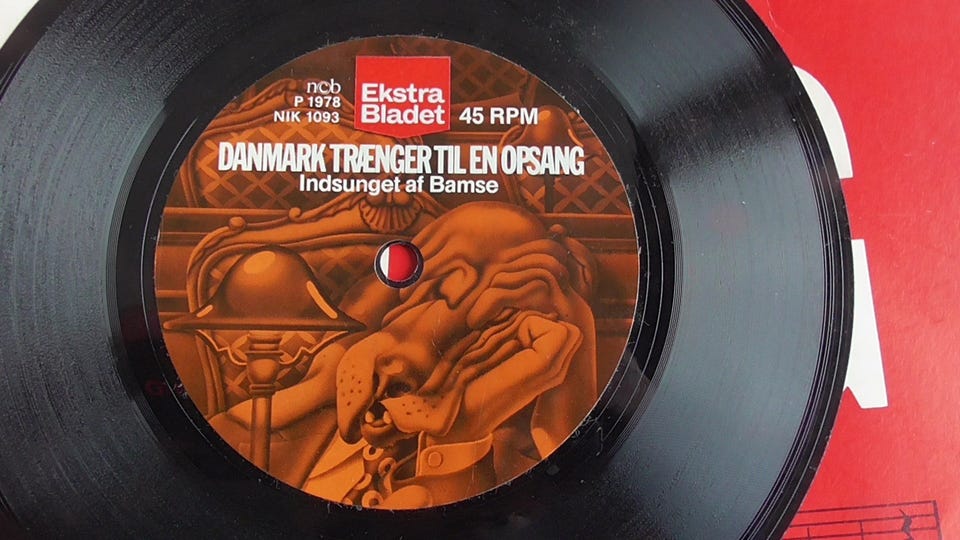 ncb
P 1978
NIK 1093
Ekstra
Bladet
45 RPM
DANMARK TRÆNGER TIL EN OPSANG
Indsunget af Bamse